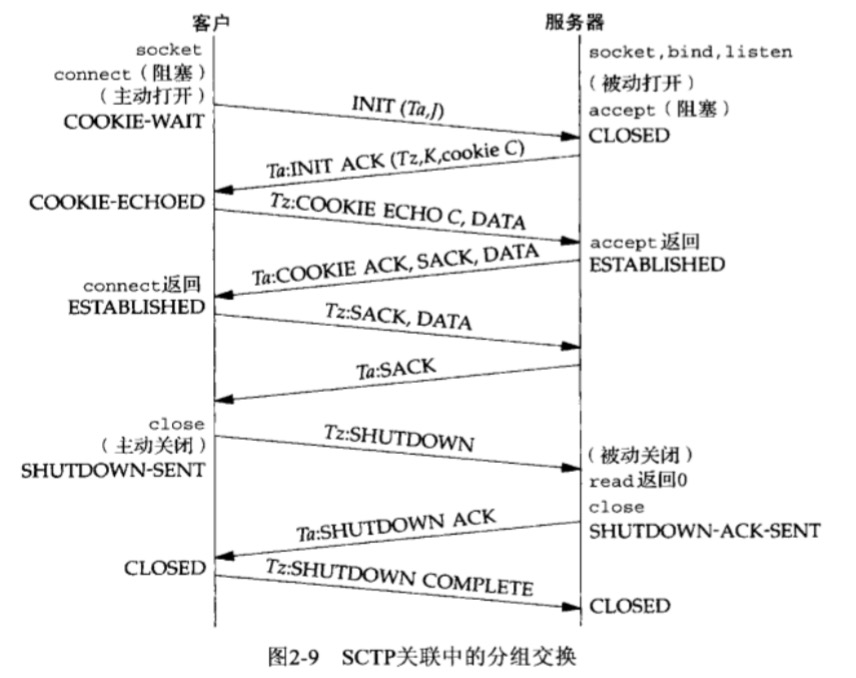 客户
服务器
socket
connect（阻塞）
（主动打开）
COOKIE-WAIT
socket,bind,listen
（被动打开）
accept（阻塞）
CLOSED
INIT (Ta,J)
Ta:INIT ACK (Tz,K,cookie C)
COOKIE-ECHOED
Tz:COOKIE ECHO C, DATA
accept返回
ESTABLISHED
Ta:COOKIE ACK, SACK, DATA
connect返回
ESTABLISHED
Tz:SACK, DATA
Ta:SACK
close
（主动关闭）
SHUTDOWN-SENT
Tz:SHUTDOWN
（被动关闭）
read返回0
close
SHUTDOWN-ACK-SENT
Ta:SHUTDOWN ACK
CLOSED
Tz:SHUTDOWN COMPLETE
CLOSED
图2-9 SCTP关联中的分组交换